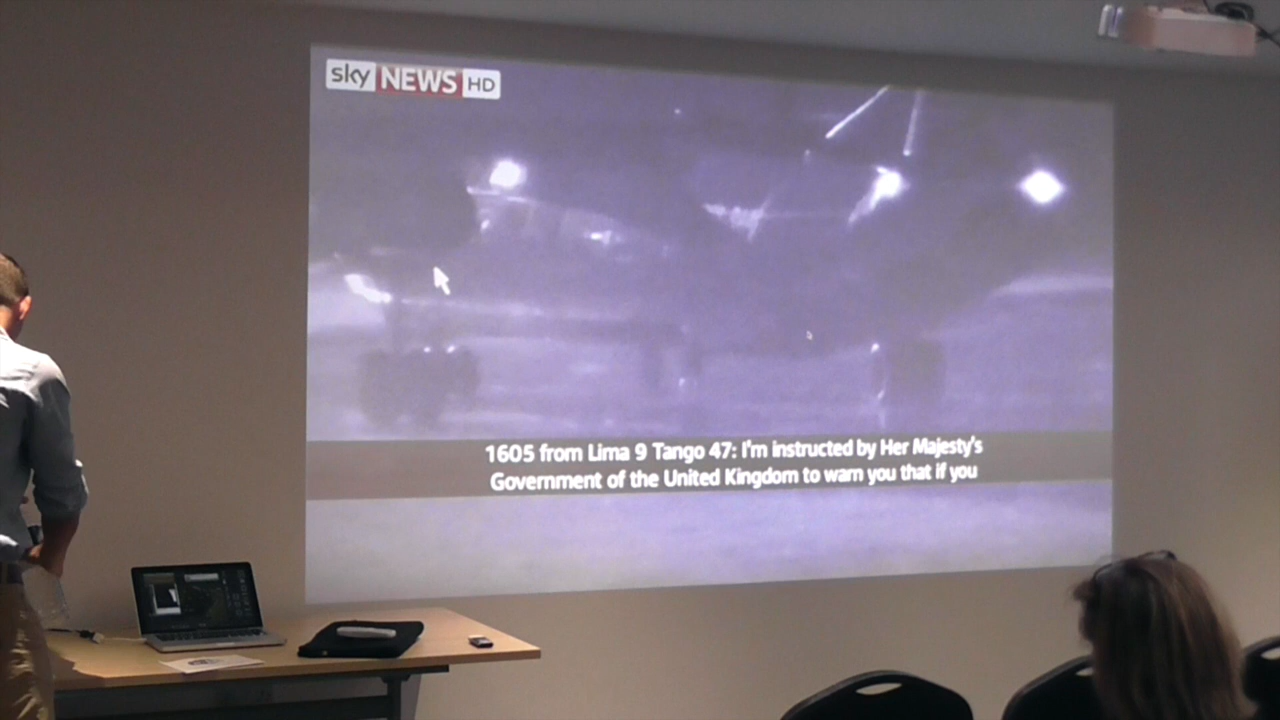 sky NEWS HD
1605 from Lima 9 Tango 47: I'm instructed by Her Majesty's
Government of the United Kingdom to warn you that if you